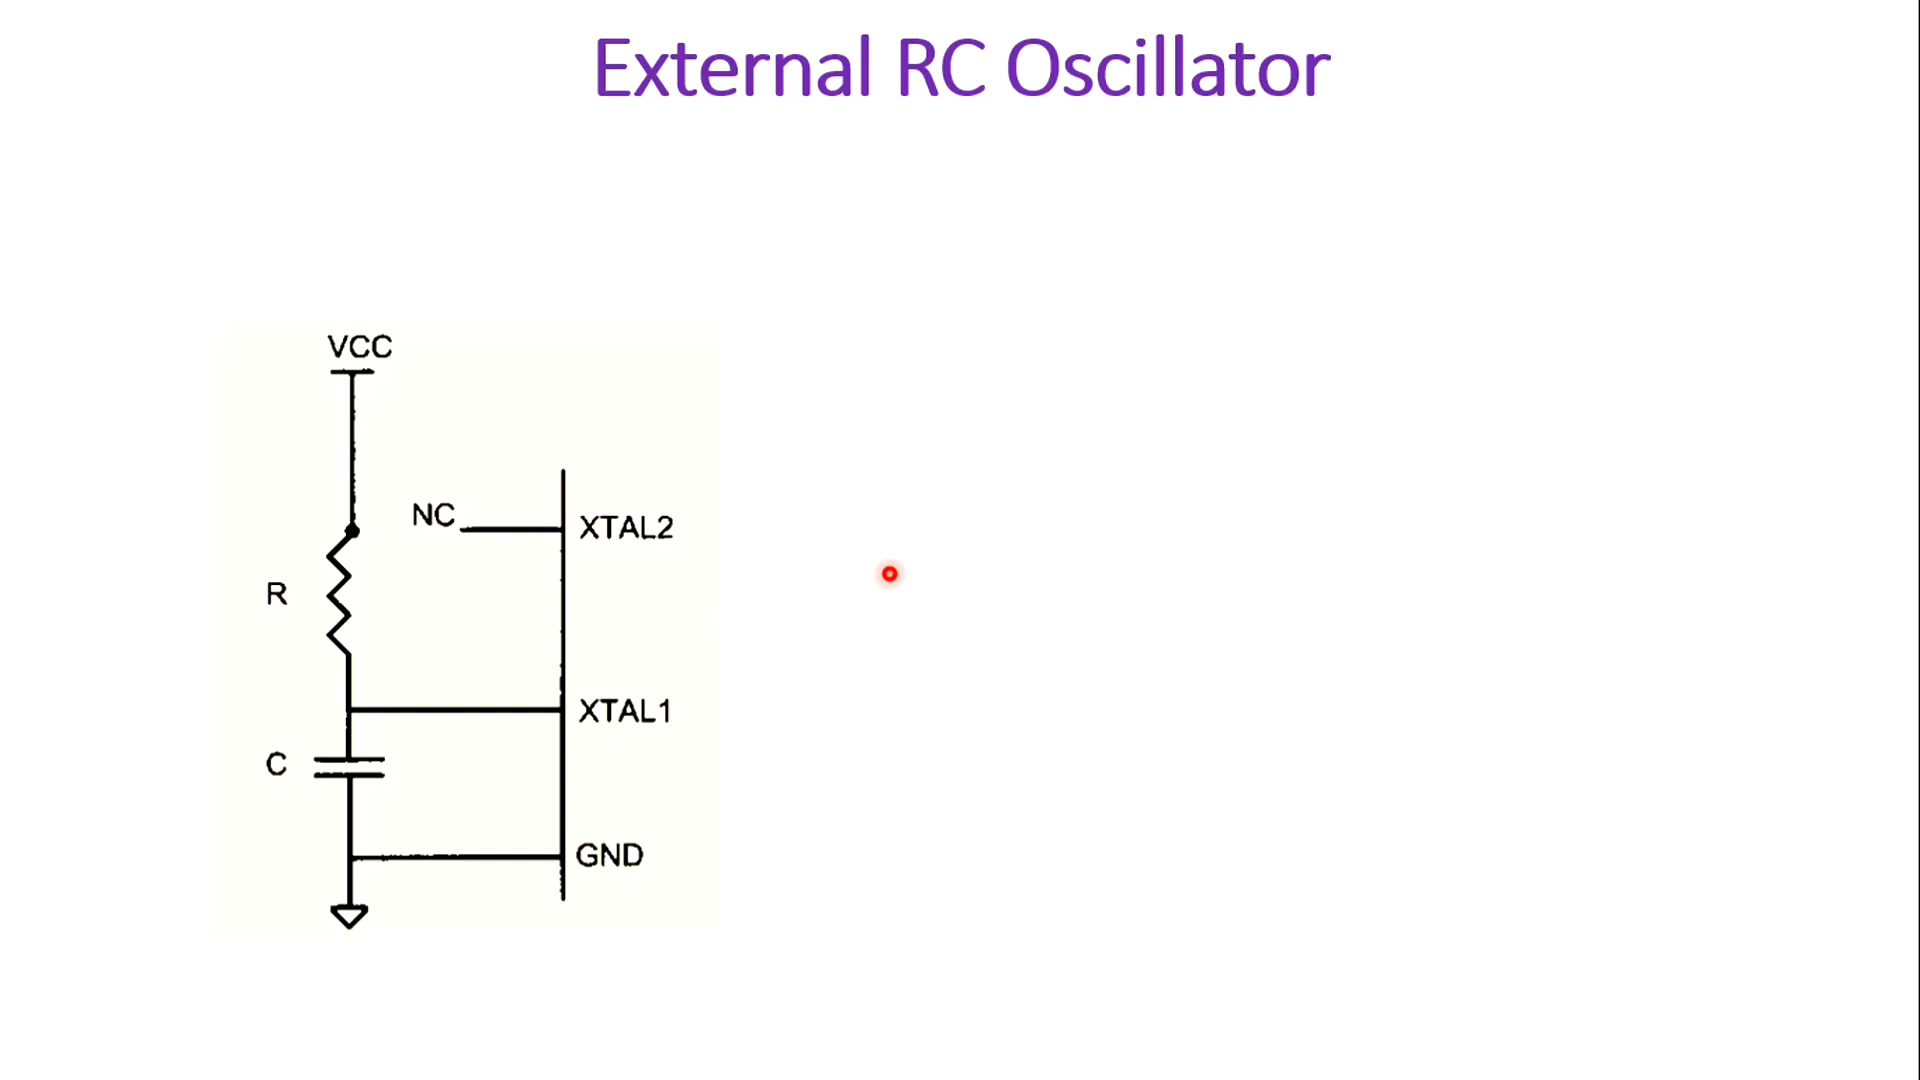 External RC Oscillator
VCC
NC
XTAL2
R
XTAL1
C
GND